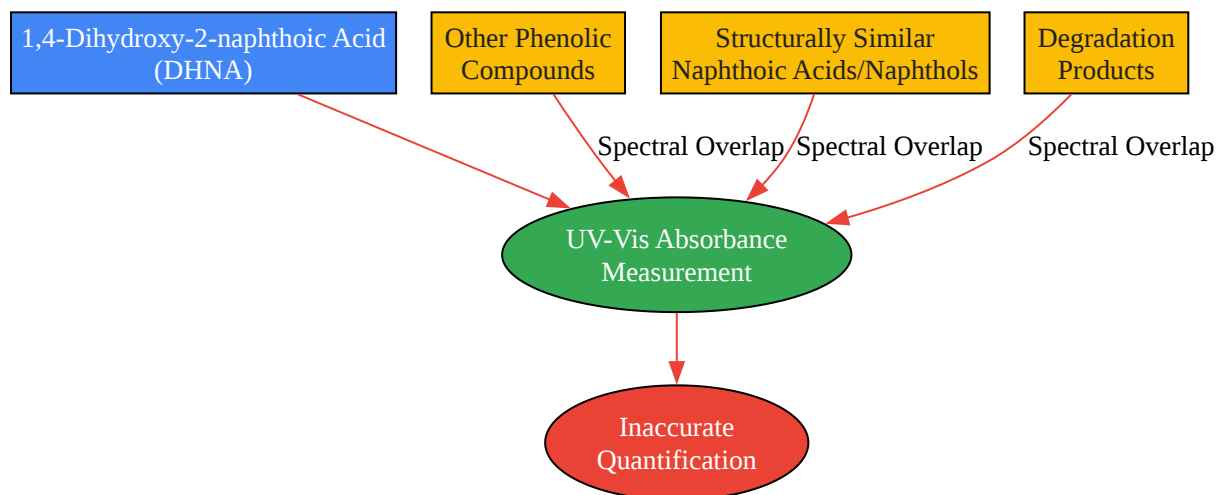 1,4-Dihydroxy-2-naphthoic Acid
(DHNA)
Other Phenolic
Compounds
Structurally Similar
Naphthoic Acids/Naphthols
Degradation
Products
Spectral Overlap
Spectral Overlap
Spectral Overlap
UV-Vis Absorbance
Measurement
Inaccurate
Quantification